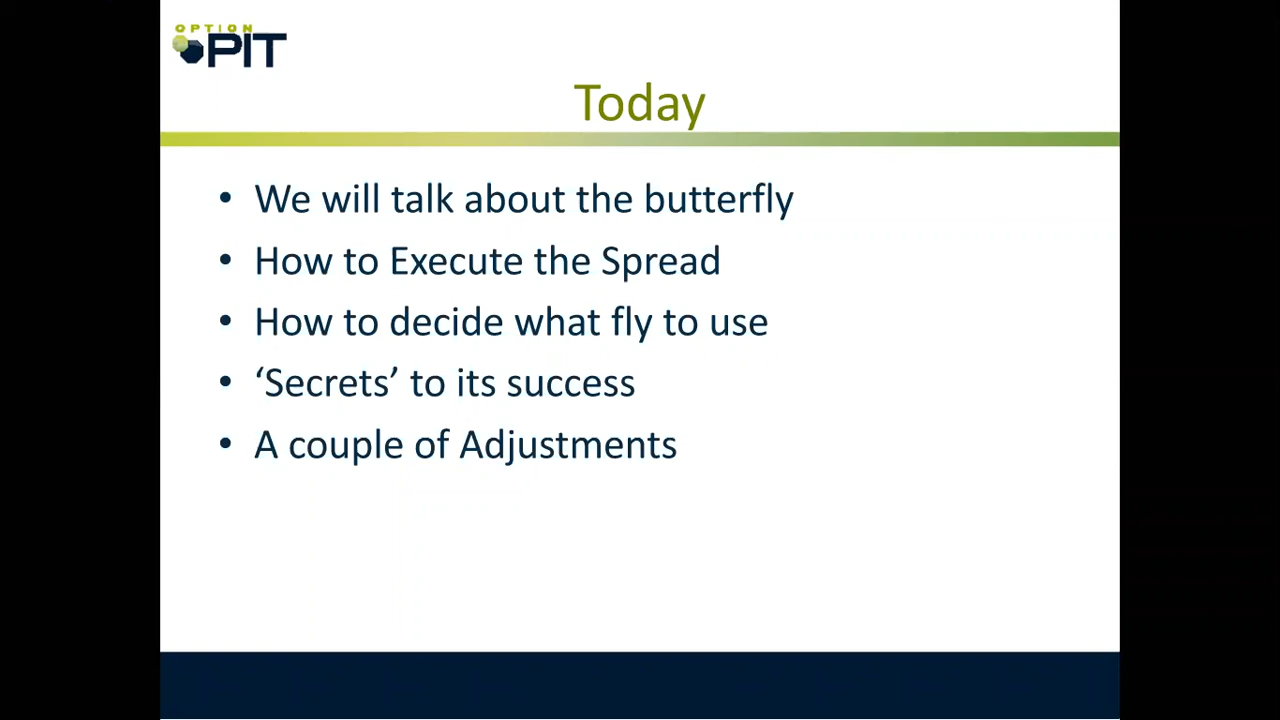 OPTION
PIT
Today
• We will talk about the butterfly
• How to Execute the Spread
• How to decide what fly to use
• ‘Secrets’ to its success
• A couple of Adjustments